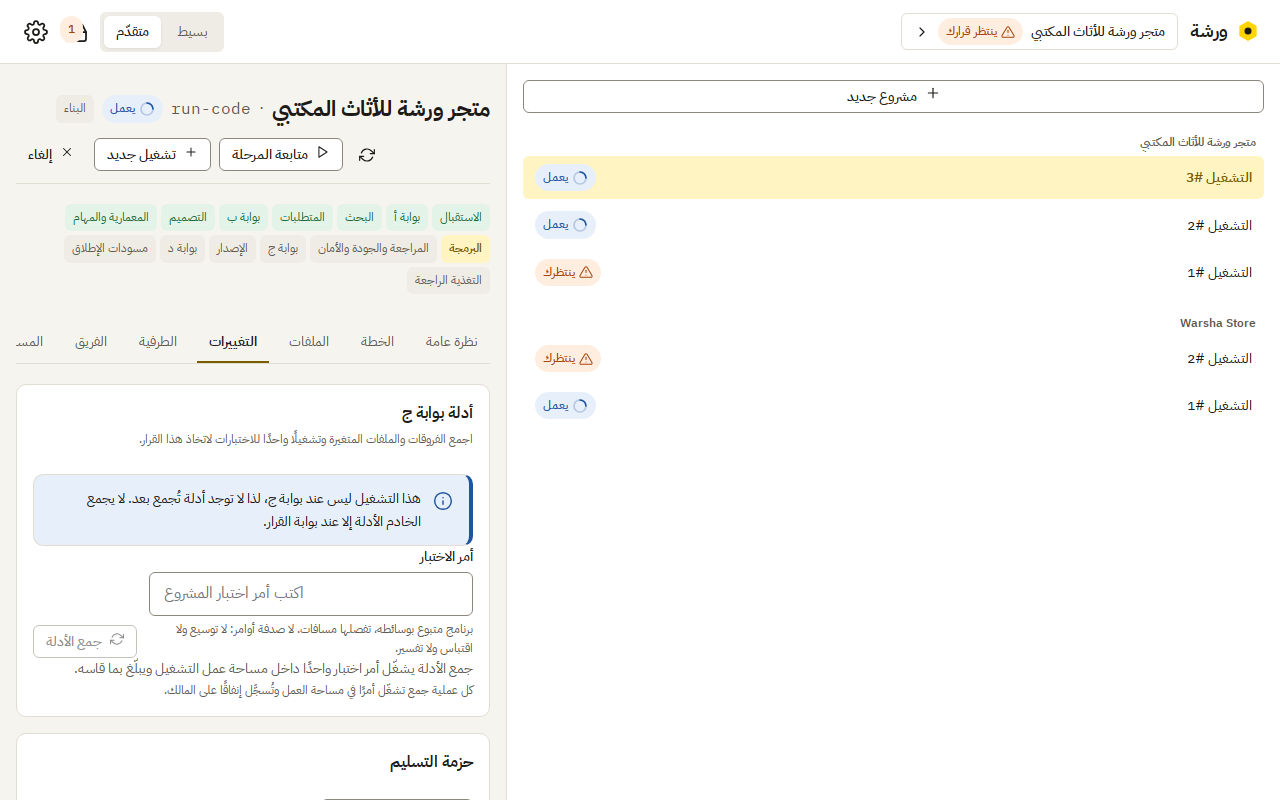 ورشة
متجر ورشة للأثاث المكتبي
ينتظر قرارك
بسيط
متقدّم
1
مشروع جديد
متجر ورشة للأثاث المكتبي
التشغيل #3
يعمل
التشغيل #2
يعمل
التشغيل #1
ينتظرك
Warsha Store
التشغيل #2
ينتظرك
التشغيل #1
يعمل
متجر ورشة للأثاث المكتبي · run-code يعمل البناء
متابعة المرحلة
تشغيل جديد
إلغاء
الاستقبال بوابة أ البحث المتطلبات بوابة ب التصميم المعمارية والمهام
البرمجة المراجعة والجودة والأمان بوابة ج الإصدار بوابة د مسودات الإطلاق
التغذية الراجعة
نظرة عامة الخطة الملفات التغييرات الطرفية الفريق المس
أدلة بوابة ج
اجمع الفروقات والملفات المتغيرة وتشغيلًا واحدًا للاختبارات لاتخاذ هذا القرار.
هذا التشغيل ليس عند بوابة ج، لذا لا توجد أدلة تُجمع بعد. لا يجمع
الخادم الأدلة إلا عند بوابة القرار.
أمر الاختبار
اكتب أمر اختبار المشروع
برنامج متبوع بوسائطه، تفصلها مسافات. لا صدفة أوامر: لا توسيع ولا
اقتباس ولا تفسير.
جمع الأدلة
جمع الأدلة يشغّل أمر اختبار واحدًا داخل مساحة عمل التشغيل ويبلّغ بما قاسه.
كل عملية جمع تشغّل أمرًا في مساحة العمل وتُسجَّل إنفاقًا على المالك.
حزمة التسليم